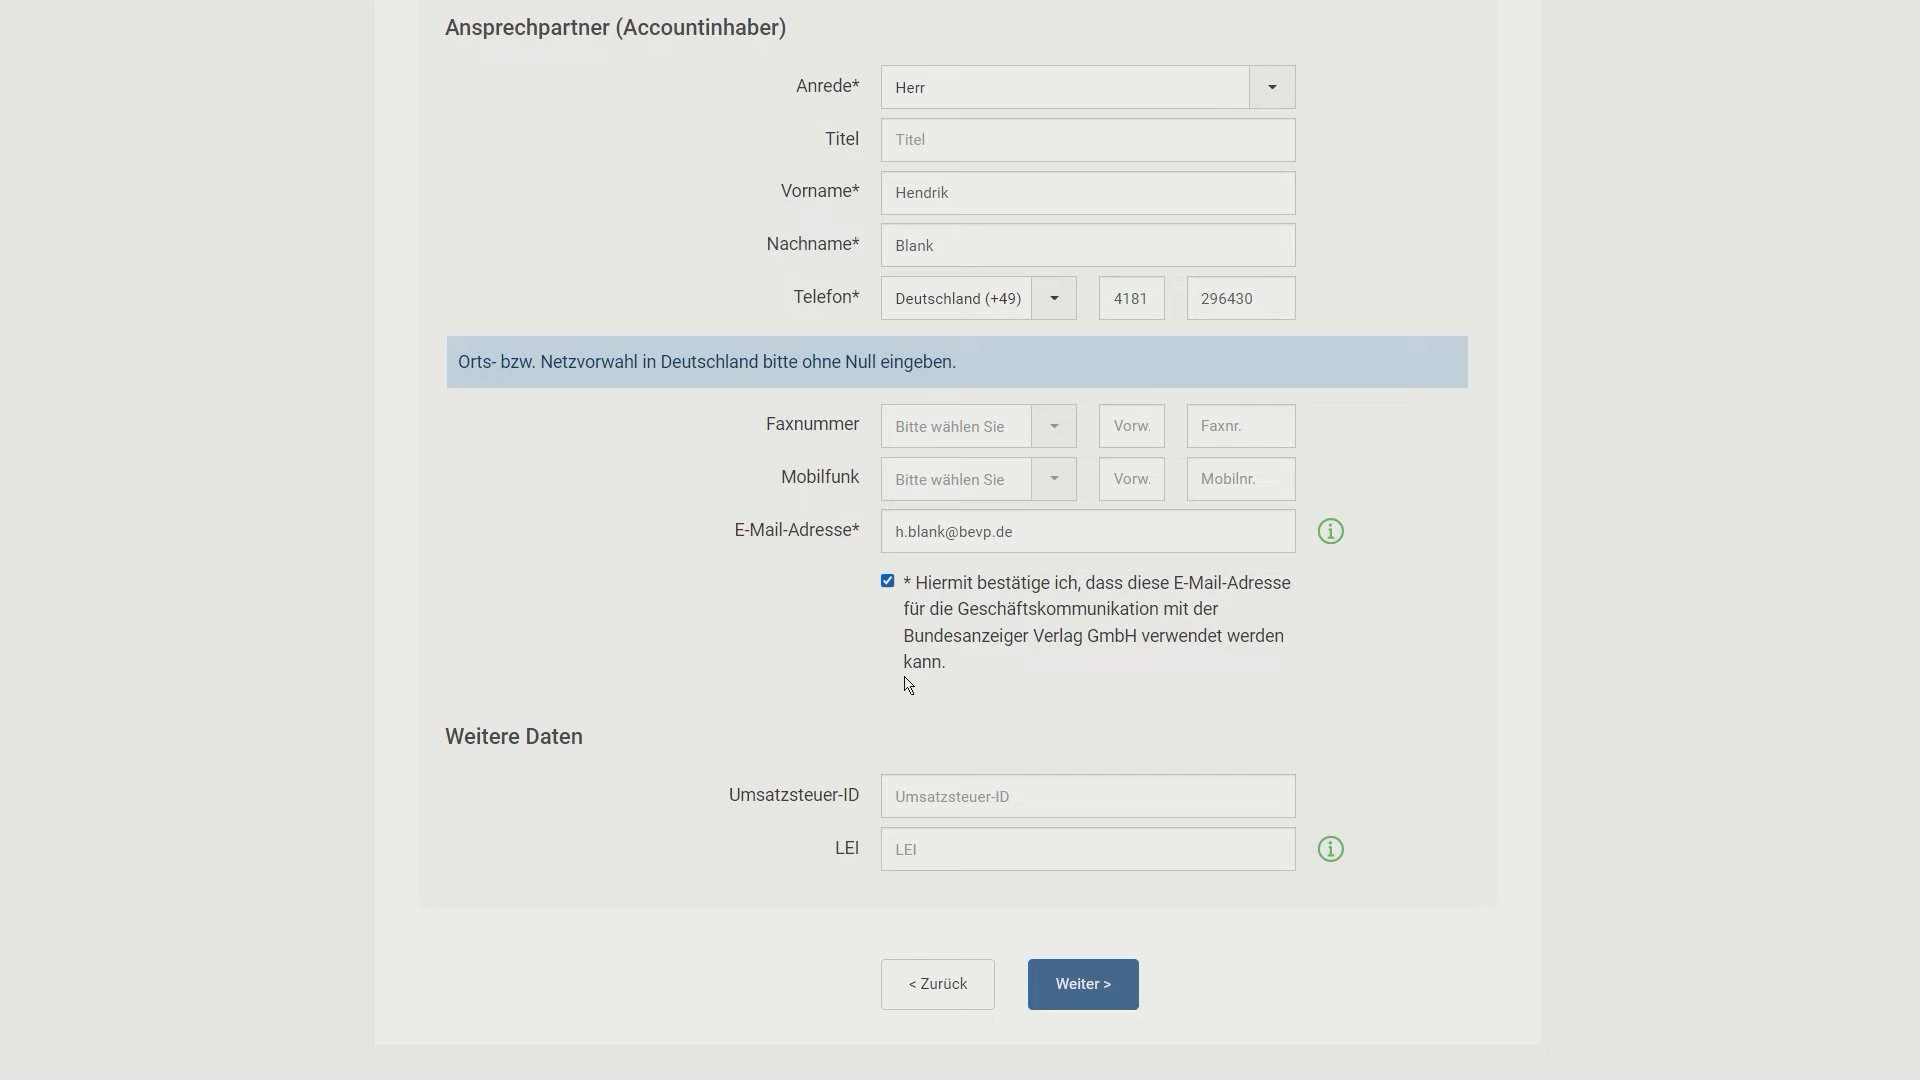 Ansprechpartner (Accountinhaber)
Anrede* Herr
Titel Titel
Vorname* Hendrik
Nachname* Blank
Telefon* Deutschland (+49) 4181 296430
Orts- bzw. Netzvorwahl in Deutschland bitte ohne Null eingeben.
Faxnummer Bitte wählen Sie Vorw. Faxnr.
Mobilfunk Bitte wählen Sie Vorw. Mobilnr.
E-Mail-Adresse* h.blank@bevp.de
* Hiermit bestätige ich, dass diese E-Mail-Adresse
für die Geschäftskommunikation mit der
Bundesanzeiger Verlag GmbH verwendet werden
kann.
Weitere Daten
Umsatzsteuer-ID Umsatzsteuer-ID
LEI LEI
< Zurück Weiter >